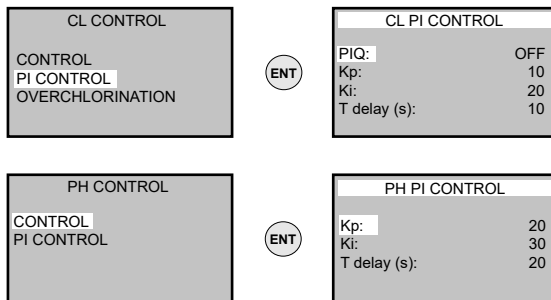 CL CONTROL
CONTROL
PI CONTROL
OVERCHLORINATION
ENT
CL PI CONTROL
PIQ: OFF
Kp: 10
Ki: 20
T delay (s): 10
PH CONTROL
CONTROL
PI CONTROL
ENT
PH PI CONTROL
Kp: 20
Ki: 30
T delay (s): 20